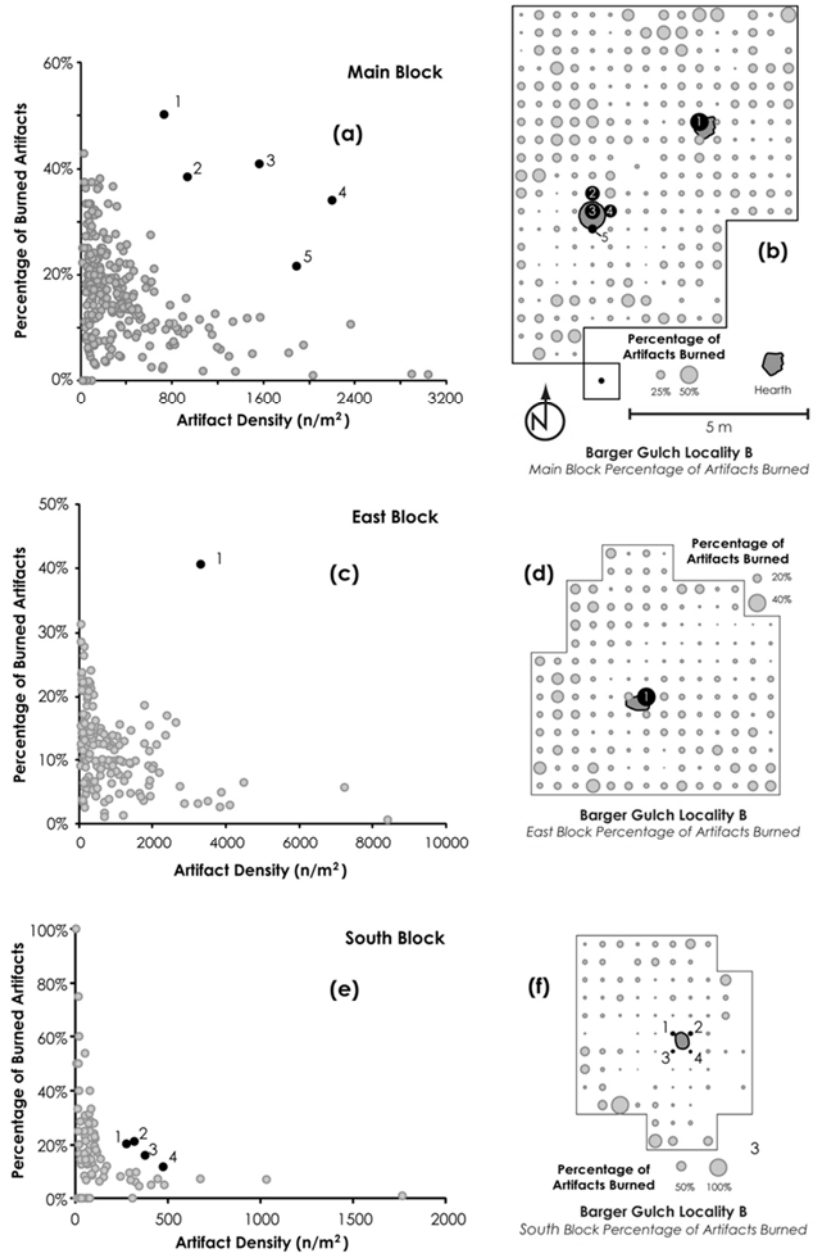 Main Block
(a)
Percentage of Burned Artifacts
60%
40%
20%
0%
0
800
1600
2400
3200
Artifact Density (n/m²)
1
2
3
4
5
(b)
1
2
3
4
5
Percentage of
Artifacts Burned
25%
50%
Hearth
N
5 m
Barger Gulch Locality B
Main Block Percentage of Artifacts Burned
East Block
(c)
Percentage of Burned Artifacts
50%
40%
30%
20%
10%
0%
0
2000
4000
6000
8000
10000
Artifact Density (n/m²)
1
(d)
Percentage of
Artifacts Burned
20%
40%
1
Barger Gulch Locality B
East Block Percentage of Artifacts Burned
South Block
(e)
Percentage of Burned Artifacts
100%
80%
60%
40%
20%
0%
0
500
1000
1500
2000
Artifact Density (n/m²)
1
2
3
4
(f)
1
2
3
4
3
Percentage of
Artifacts Burned
50%
100%
Barger Gulch Locality B
South Block Percentage of Artifacts Burned